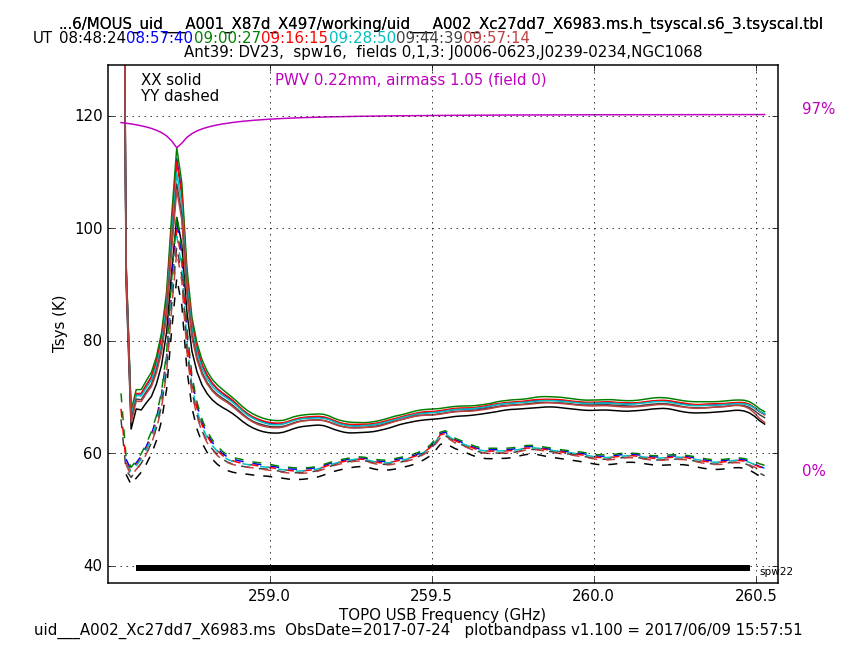 ...6/MOUS_uid___A001_X87d_X497/working/uid___A002_Xc27dd7_X6983.ms.h_tsyscal.s6_3.tsyscal.tbl
UT 08:48:24 08:57:40 09:00:27 09:16:15 09:28:50 09:44:39 09:57:14
Ant39: DV23, spw16, fields 0,1,3: J0006-0623,J0239-0234,NGC1068
XX solid PWV 0.22mm, airmass 1.05 (field 0)
YY dashed
97%
120
100
80
60
40
Tsys (K)
0%
spw22
259.0 259.5 260.0 260.5
TOPO USB Frequency (GHz)
uid___A002_Xc27dd7_X6983.ms ObsDate=2017-07-24 plotbandpass v1.100 = 2017/06/09 15:57:51